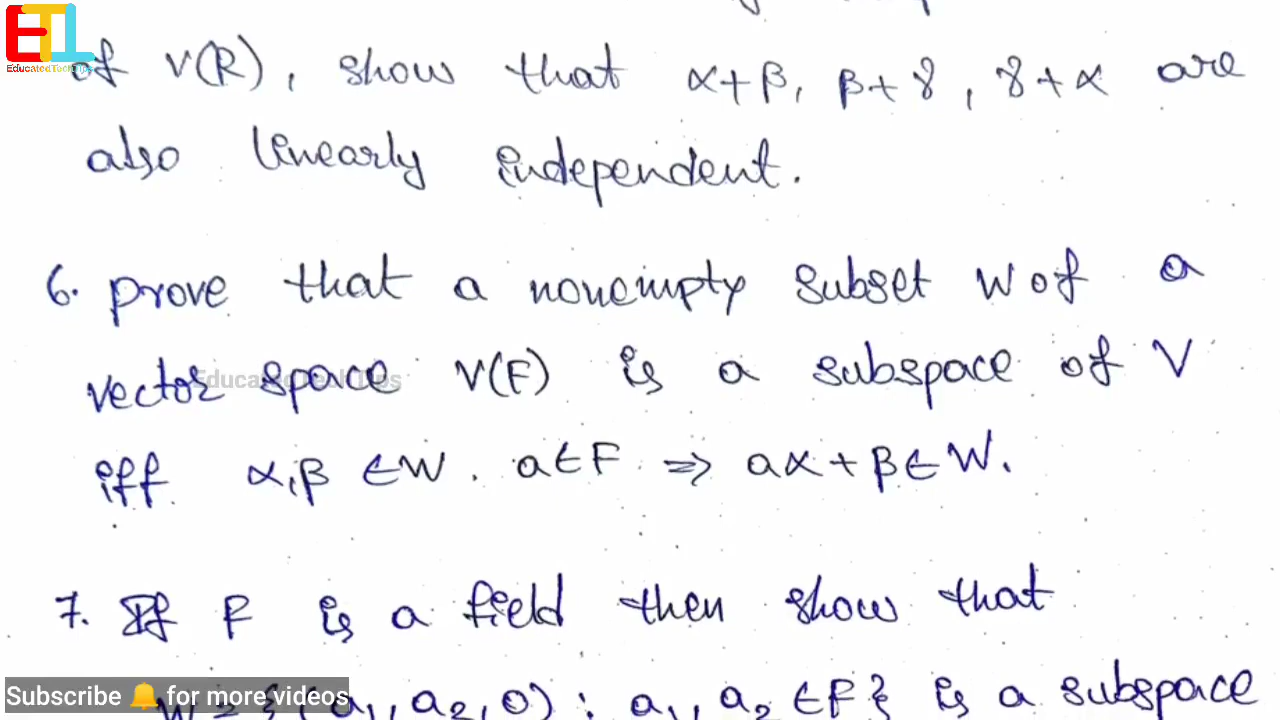 ETL
EducatedTechTips
of V(R), show that α+β, β+γ, γ+α are
also linearly independent.
6. prove that a nonempty subset W of a
vector space V(F) is a subspace of V
iff α,β ∈W. a∈F ⇒ aα+β∈W.
7. If F is a field then show that
Subscribe 🔔 for more videos
W = {(a₁, a₂, 0) : a₁, a₂ ∈F} is a subspace